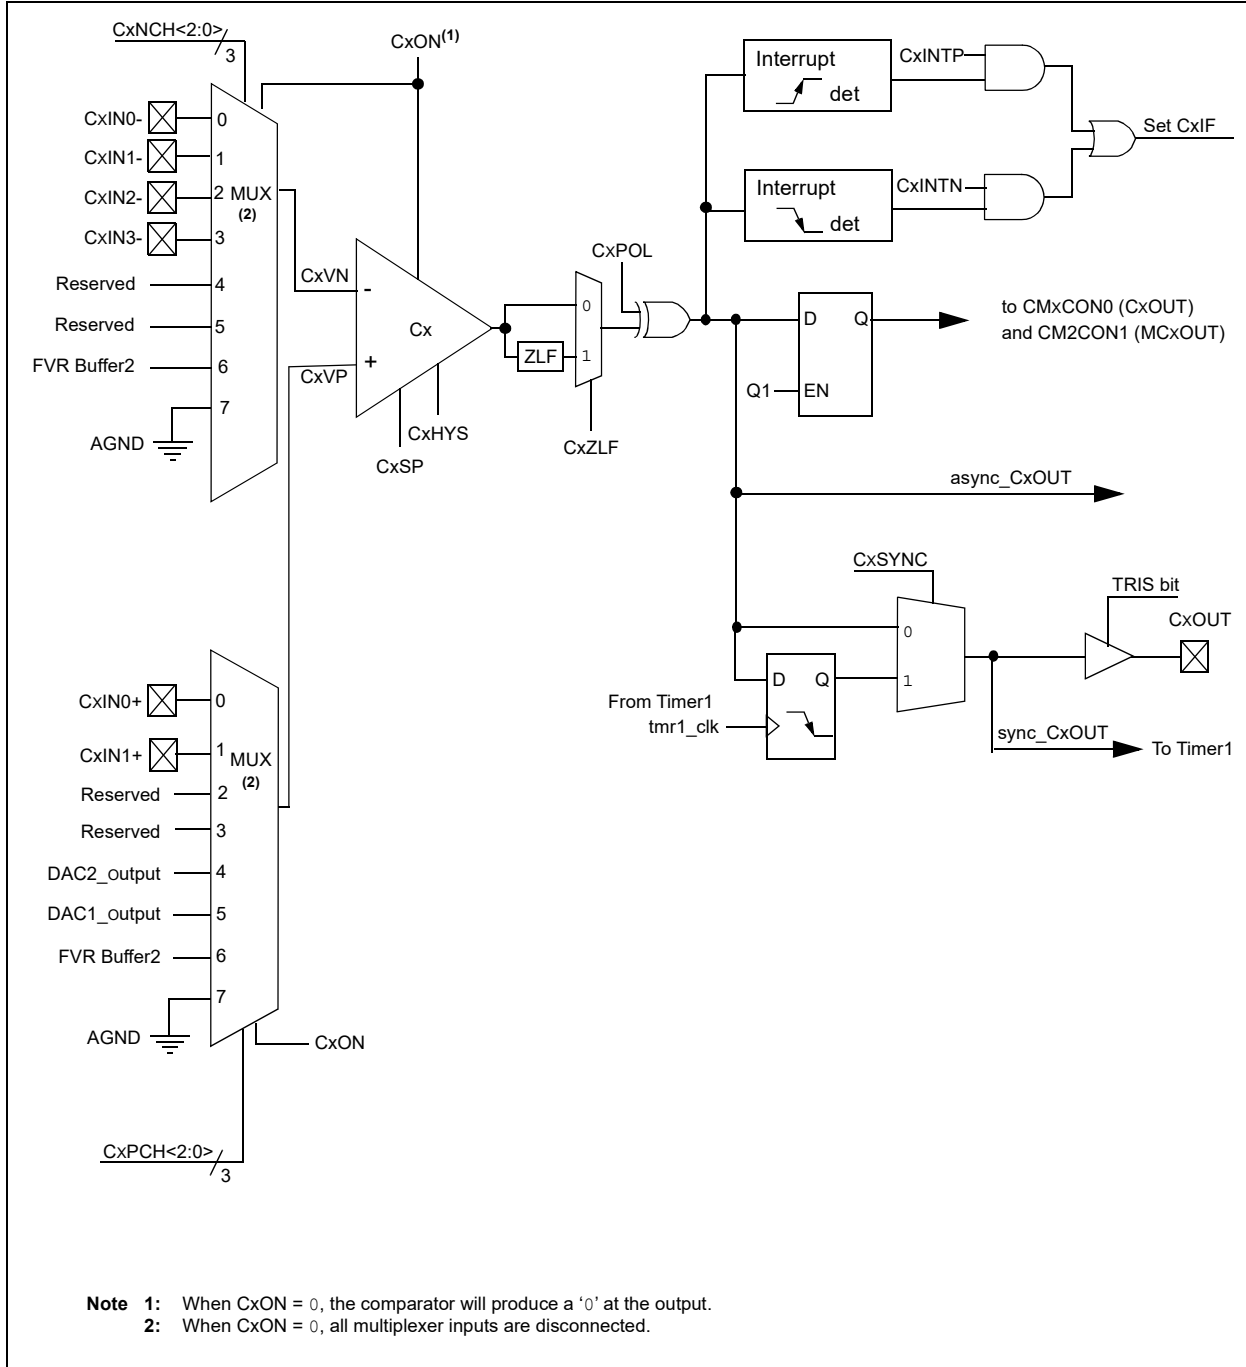 CxNCH<2:0>
3
CxON(1)
CxIN0-
0
CxIN1-
1
CxIN2-
2
MUX
(2)
CxIN3-
3
Reserved
4
Reserved
5
FVR Buffer2
6
7
AGND
CxVN
-
Cx
+
CxVP
CxHYS
CxSP
0
ZLF
1
CxZLF
CxPOL
Interrupt
det
CxINTP
Interrupt
det
CxINTN
Set CxIF
D
Q
Q1
EN
to CMxCON0 (CxOUT)
and CM2CON1 (MCxOUT)
async_CxOUT
CxSYNC
0
1
TRIS bit
CxOUT
D
Q
From Timer1
tmr1_clk
sync_CxOUT
To Timer1
CxIN0+
0
CxIN1+
1
MUX
(2)
Reserved
2
Reserved
3
DAC2_output
4
DAC1_output
5
FVR Buffer2
6
7
AGND
CxON
CxPCH<2:0>
3
Note 1: When CxON = 0, the comparator will produce a ‘0’ at the output.
2: When CxON = 0, all multiplexer inputs are disconnected.